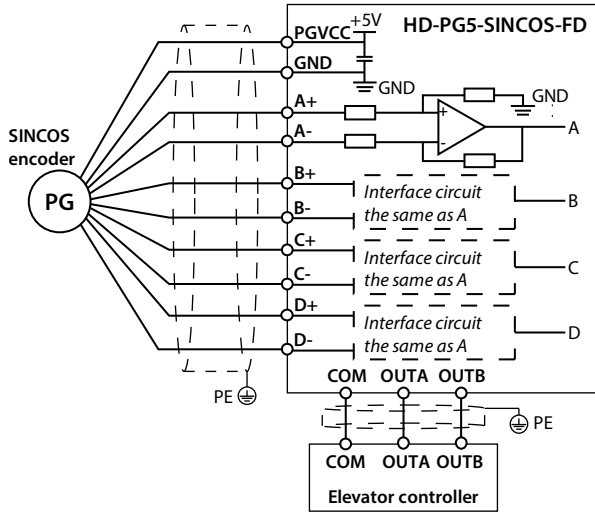 HD-PG5-SINCOS-FD
PGVCC
+5V
GND
GND
A+
GND
A
A-
SINCOS
encoder
PG
B+
Interface circuit
the same as A
B
B-
C+
Interface circuit
the same as A
C
C-
D+
Interface circuit
the same as A
D
D-
PE
COM OUTA OUTB
PE
COM OUTA OUTB
Elevator controller